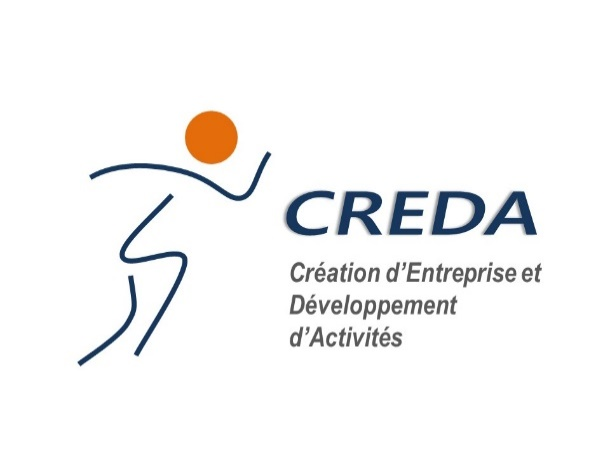 CREDA
Création d’Entreprise et
Développement
d’Activités